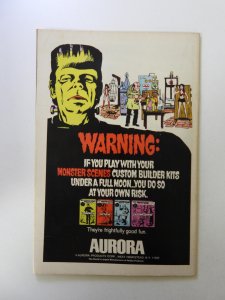 WARNING:
IF YOU PLAY WITH YOUR
MONSTER SCENES CUSTOM BUILDER KITS
UNDER A FULL MOON...YOU DO SO
AT YOUR OWN RISK.
They're frightfully good fun.
AURORA